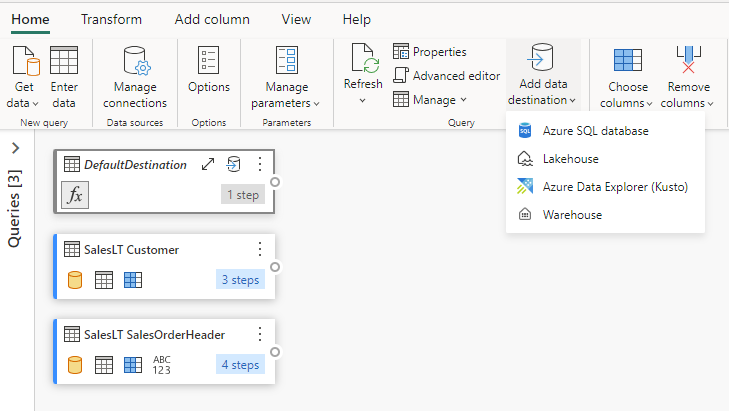 Home Transform Add column View Help
Get data
Enter data
New query
Manage connections
Data sources
Options
Options
Manage parameters
Parameters
Refresh
Properties
Advanced editor
Manage
Query
Add data destination
Choose columns
Remove columns
Azure SQL database
Lakehouse
Azure Data Explorer (Kusto)
Warehouse
Queries [3]
DefaultDestination
fx
1 step
SalesLT Customer
3 steps
SalesLT SalesOrderHeader
ABC
123
4 steps
SQL